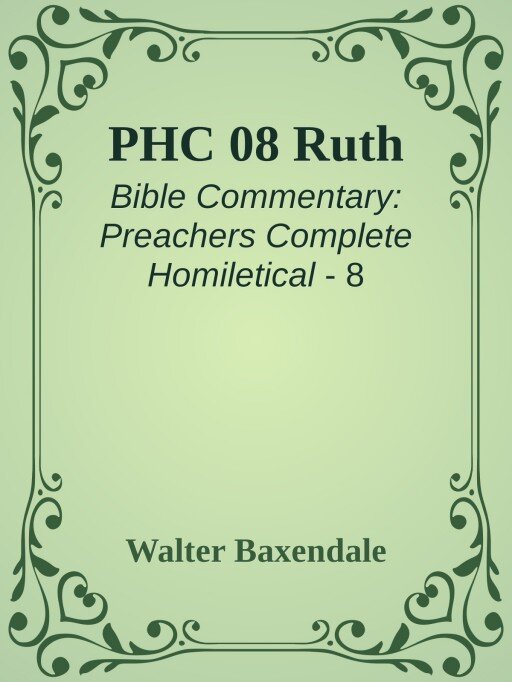 PHC 08 Ruth
Bible Commentary:
Preachers Complete
Homiletical - 8
Walter Baxendale